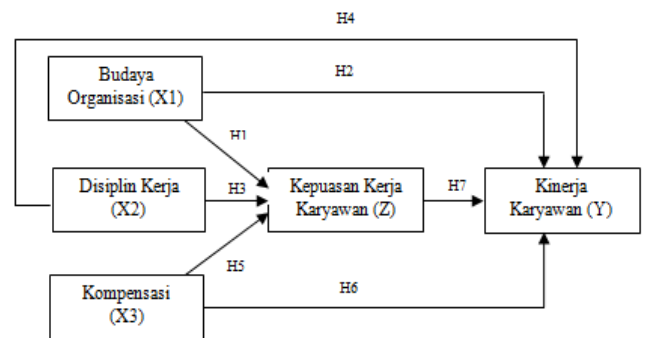 H4
Budaya
Organisasi (X1)
H2
H1
Disiplin Kerja
(X2)
H3
Kepuasan Kerja
Karyawan (Z)
H7
Kinerja
Karyawan (Y)
H5
Kompensasi
(X3)
H6